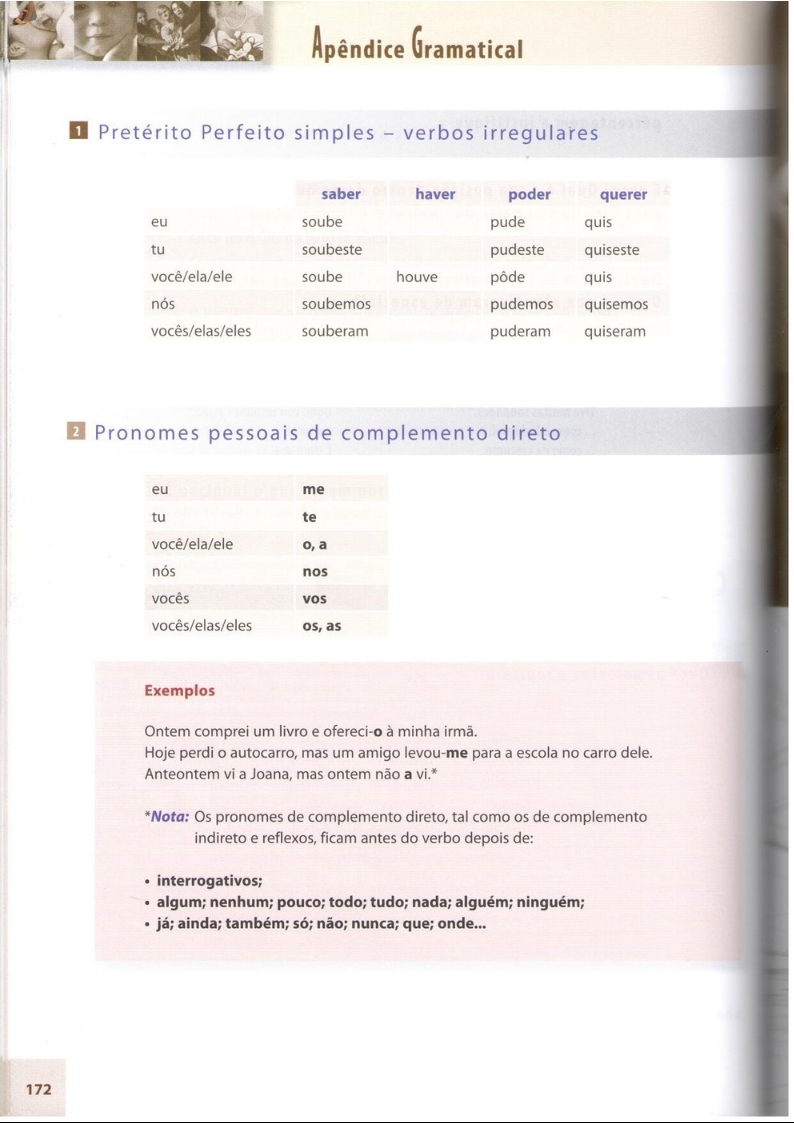 Apêndice Gramatical
1 Pretérito Perfeito simples – verbos irregulares
saber haver poder querer
eu soube pude quis
tu soubeste pudeste quiseste
você/ela/ele soube houve pôde quis
nós soubemos pudemos quisemos
vocês/elas/eles souberam puderam quiseram
2 Pronomes pessoais de complemento direto
eu me
tu te
você/ela/ele o, a
nós nos
vocês vos
vocês/elas/eles os, as
Exemplos
Ontem comprei um livro e ofereci-o à minha irmã.
Hoje perdi o autocarro, mas um amigo levou-me para a escola no carro dele.
Anteontem vi a Joana, mas ontem não a vi.*
*Nota: Os pronomes de complemento direto, tal como os de complemento
indireto e reflexos, ficam antes do verbo depois de:
• interrogativos;
• algum; nenhum; pouco; todo; tudo; nada; alguém; ninguém;
• já; ainda; também; só; não; nunca; que; onde...
172